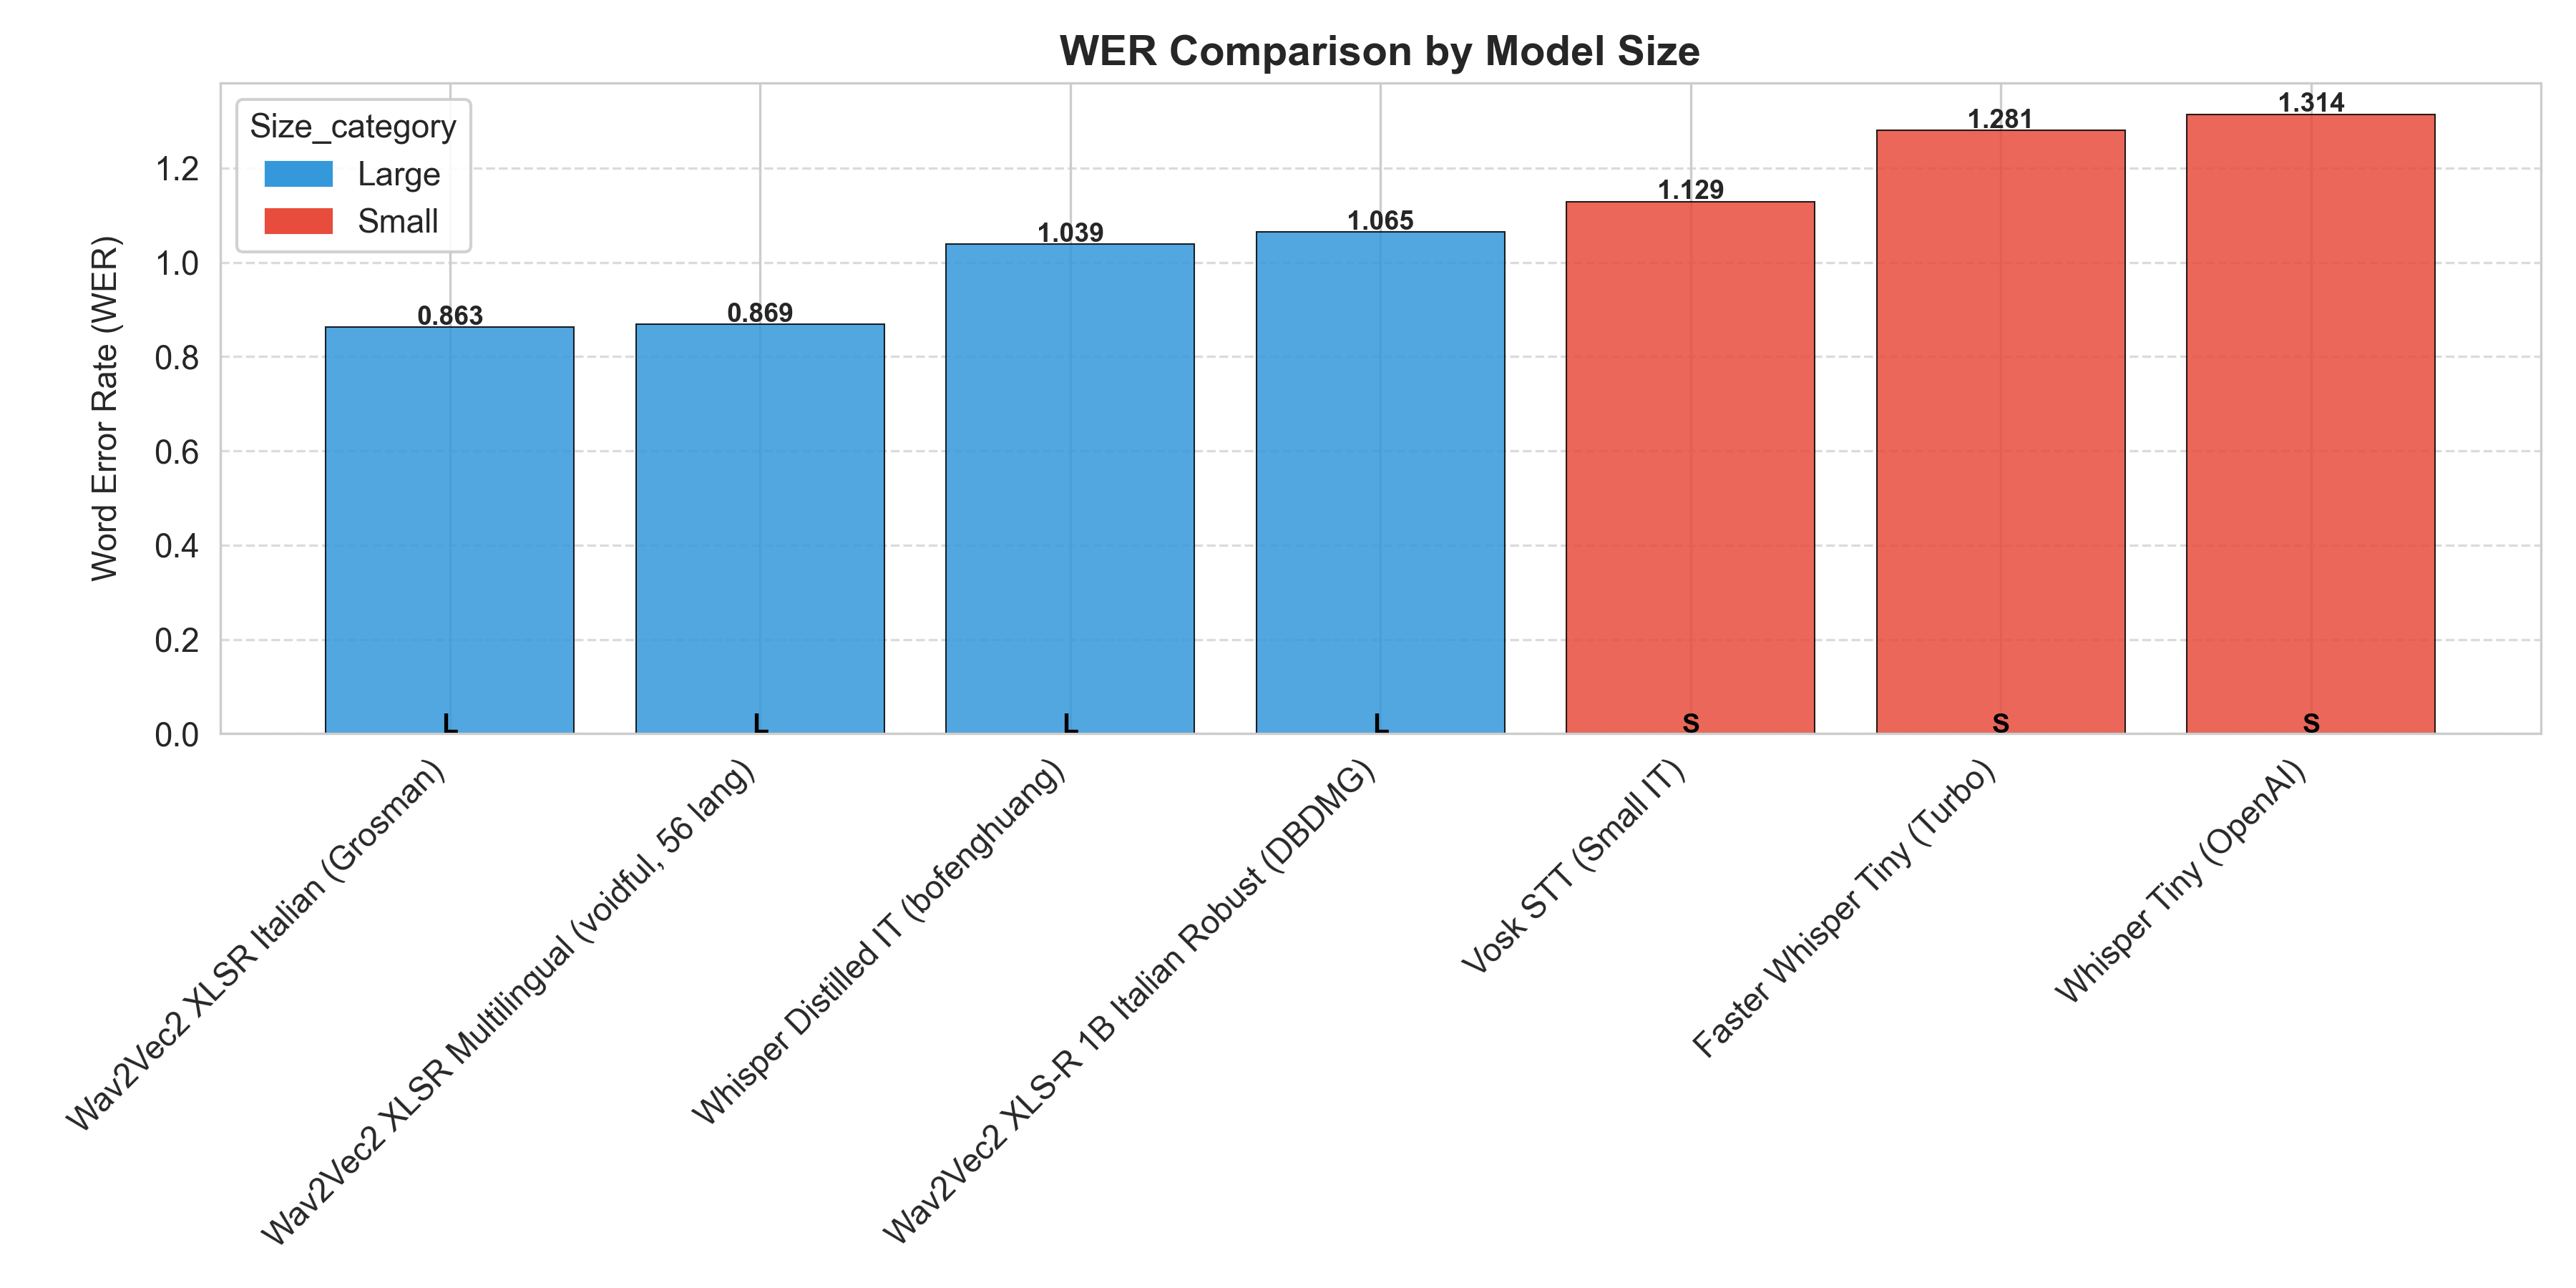 WER Comparison by Model Size
Size_category
Large
Small
Word Error Rate (WER)
1.2
1.0
0.8
0.6
0.4
0.2
0.0
0.863
0.869
1.039
1.065
1.129
1.281
1.314
L
L
L
L
S
S
S
Wav2Vec2 XLSR Italian (Grosman)
Wav2Vec2 XLSR Multilingual (voidful, 56 lang)
Whisper Distilled IT (bofenghuang)
Wav2Vec2 XLS-R 1B Italian Robust (DBDMG)
Vosk STT (Small IT)
Faster Whisper Tiny (Turbo)
Whisper Tiny (OpenAI)